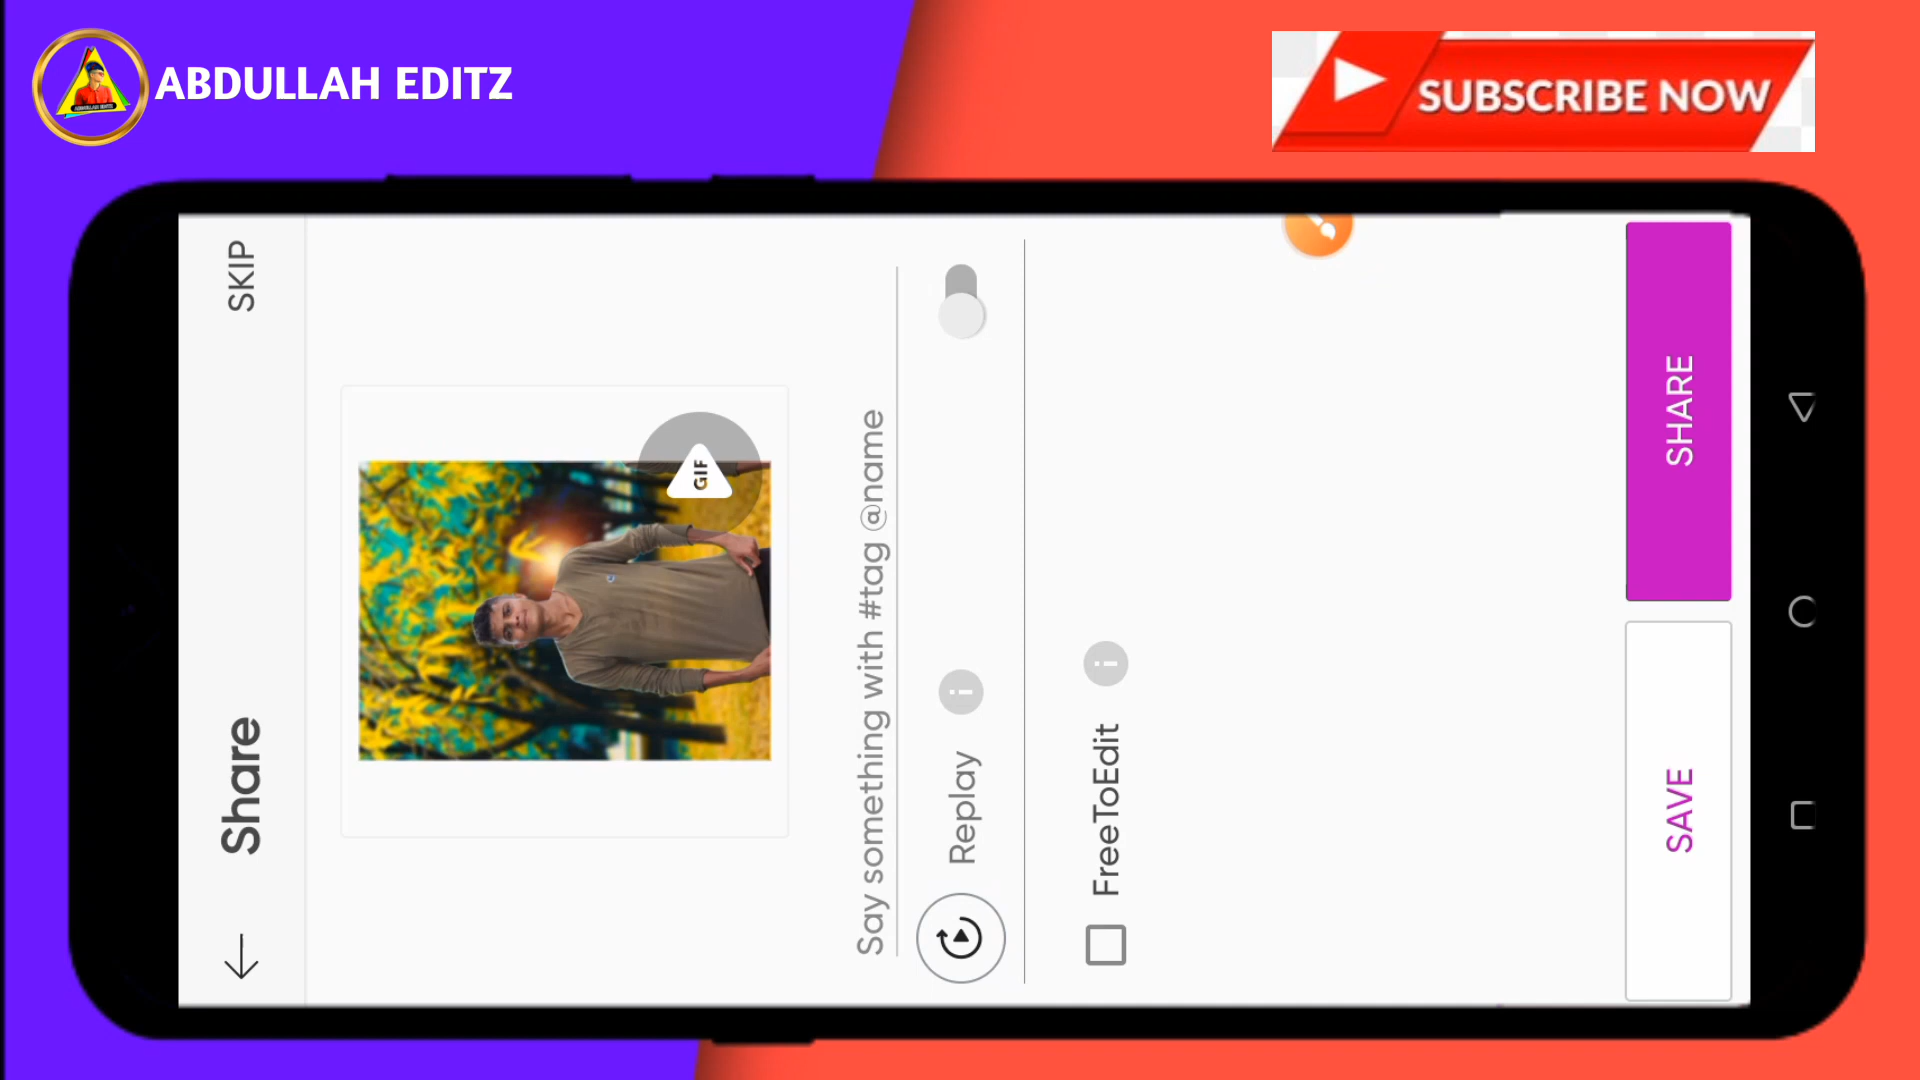 ABDULLAH EDITZ
SUBSCRIBE NOW
Share
SKIP
GIF
Say something with #tag @name
Replay
FreeToEdit
SAVE
SHARE